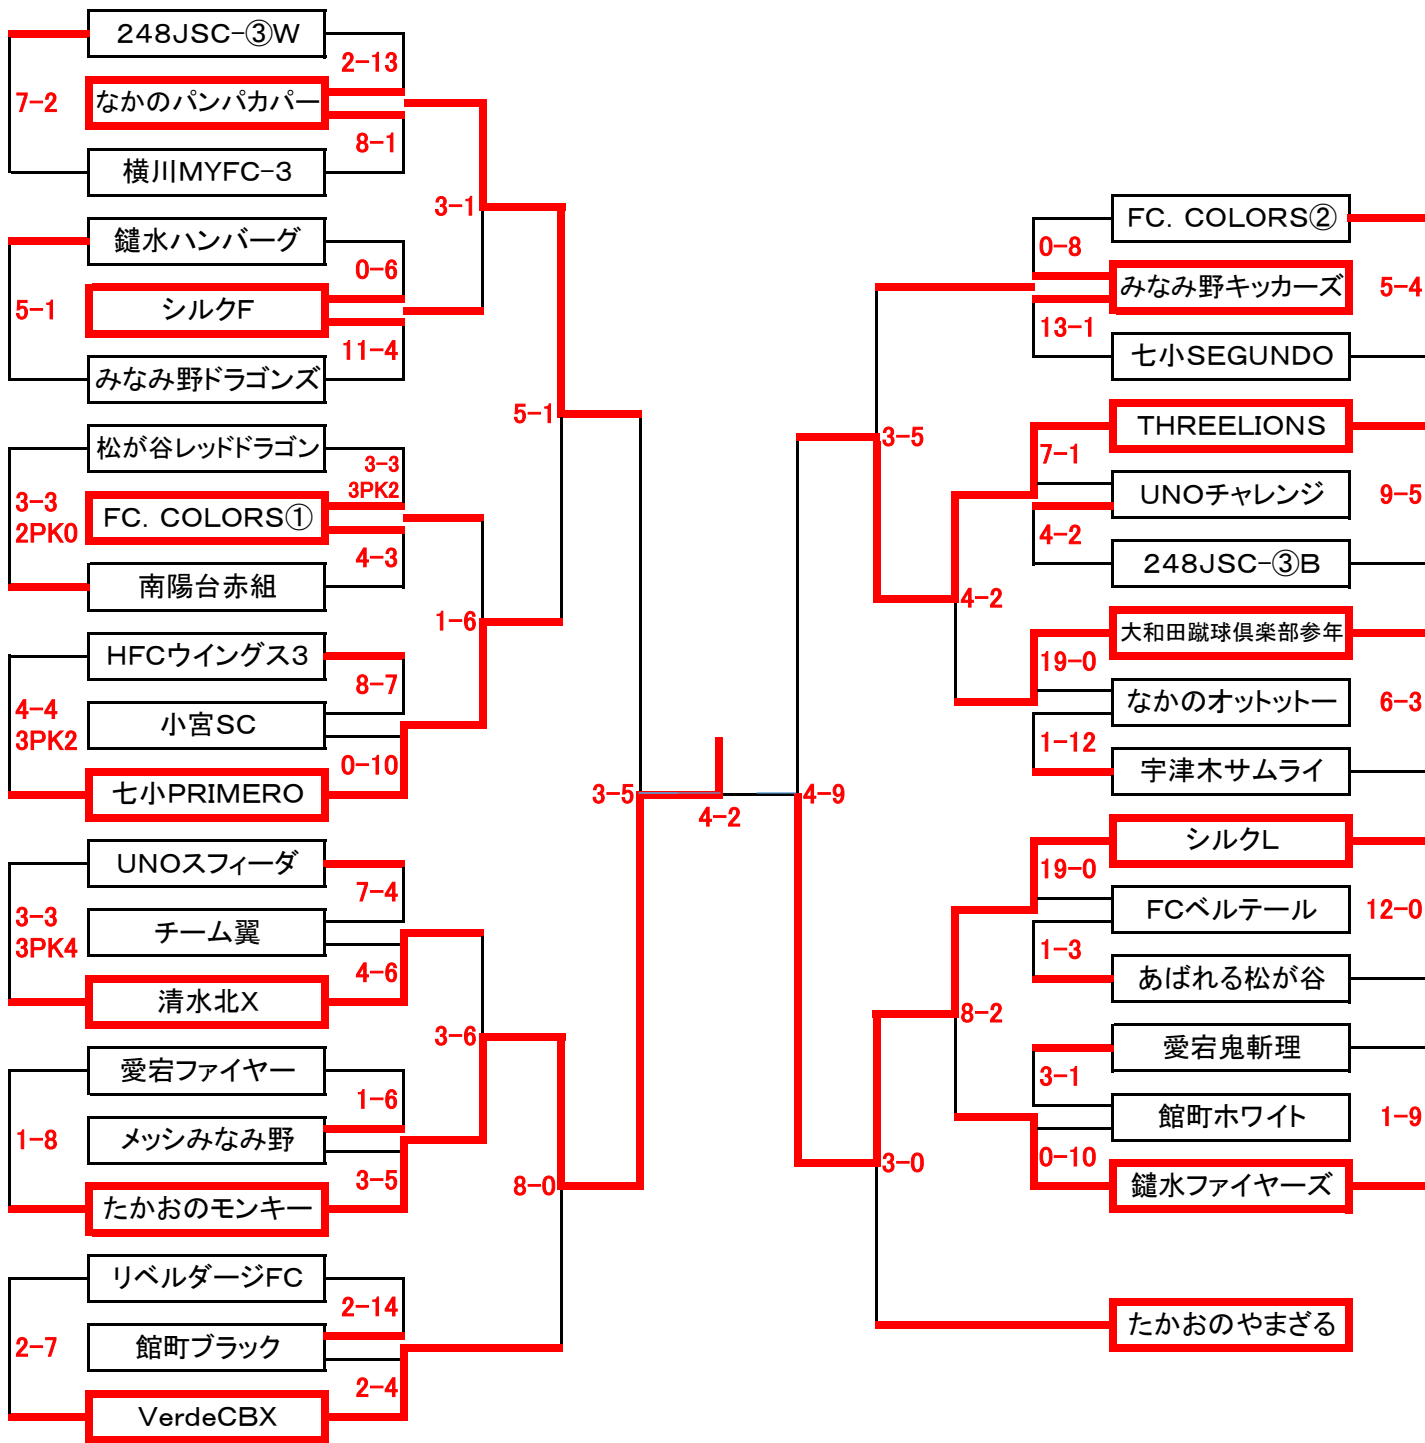 248JSC-③W
2-13
7-2
なかのパンパカパー
8-1
横川MYFC-3
3-1
鑓水ハンバーグ
0-6
5-1
シルクF
11-4
みなみ野ドラゴンズ
5-1
松が谷レッドドラゴン
3-3
3PK2
3-3
2PK0
FC. COLORS①
4-3
南陽台赤組
1-6
HFCウイングス3
8-7
4-4
3PK2
小宮SC
0-10
七小PRIMERO
3-5
UNOスフィーダ
7-4
3-3
3PK4
チーム翼
4-6
清水北X
3-6
愛宕ファイヤー
1-6
1-8
メッシみなみ野
3-5
たかおのモンキー
8-0
リベルダージFC
2-14
2-7
館町ブラック
2-4
VerdeCBX
4-2
FC. COLORS②
0-8
みなみ野キッカーズ
5-4
13-1
七小SEGUNDO
3-5
THREELIONS
7-1
UNOチャレンジ
9-5
4-2
248JSC-③B
4-2
大和田蹴球倶楽部参年
19-0
なかのオットットー
6-3
1-12
宇津木サムライ
4-9
シルクL
19-0
FCベルテール
12-0
1-3
あばれる松が谷
8-2
愛宕鬼斬理
3-1
館町ホワイト
1-9
0-10
鑓水ファイヤーズ
3-0
たかおのやまざる